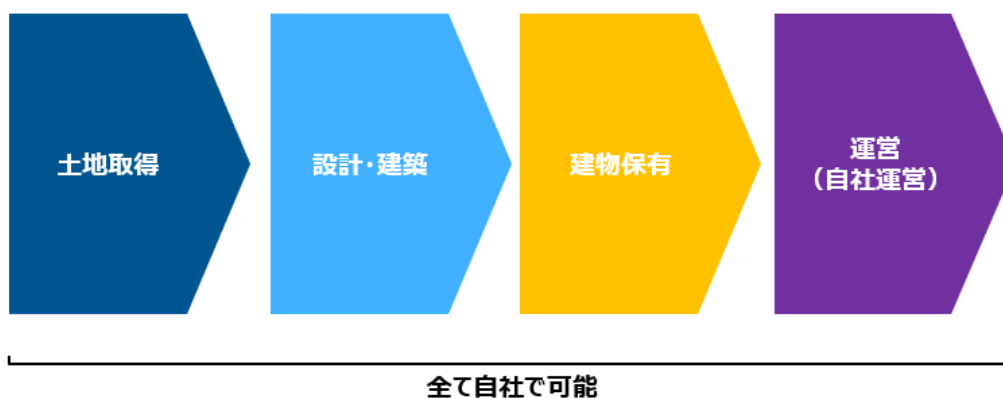 土地取得
設計・建築
建物保有
運営
（自社運営）
全て自社で可能